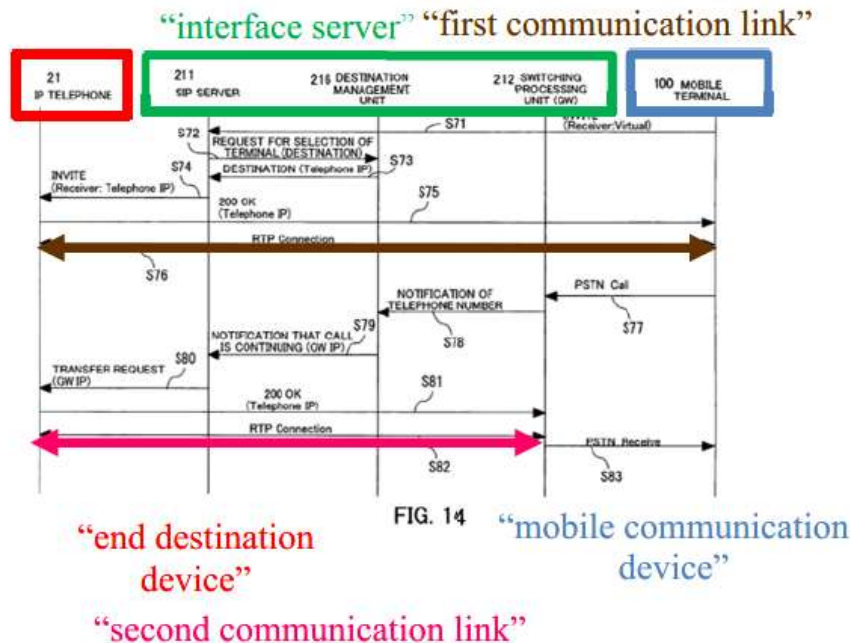 “interface server” “first communication link”
21
IP TELEPHONE
211
SIP SERVER
216 DESTINATION
MANAGEMENT
UNIT
212 SWITCHING
PROCESSING
UNIT (GW)
100 MOBILE
TERMINAL
S71
(Receiver:Virtual)
S72
REQUEST FOR SELECTION OF
TERMINAL (DESTINATION)
S73
S74
DESTINATION (Telephone IP)
INVITE
(Receiver: Telephone IP)
200 OK
(Telephone IP)
S75
RTP Connection
S76
PSTN Call
S77
NOTIFICATION OF
TELEPHONE NUMBER
S78
S79
NOTIFICATION THAT CALL
IS CONTINUING (GW IP)
S80
TRANSFER REQUEST
(GW IP)
200 OK
(Telephone IP)
S81
RTP Connection
S82
PSTN Receive
S83
FIG. 14
“end destination
device”
“mobile communication
device”
“second communication link”